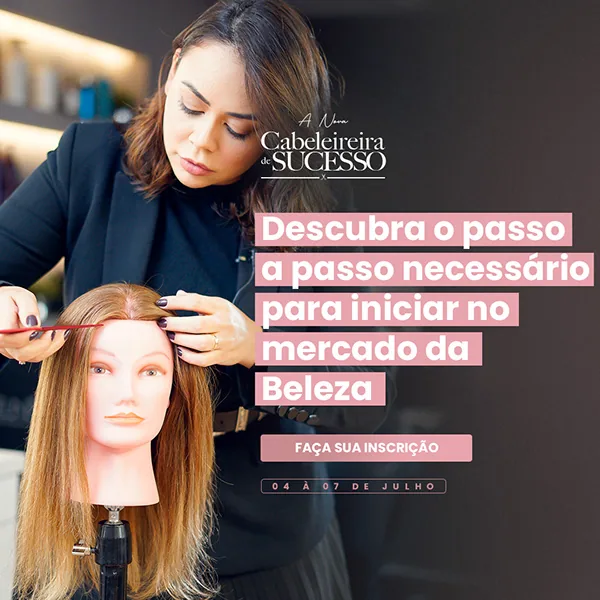 A Nova
Cabeleireira
de SUCESSO
Descubra o passo
a passo necessário
para iniciar no
mercado da
Beleza
FAÇA SUA INSCRIÇÃO
04 À 07 DE JULHO